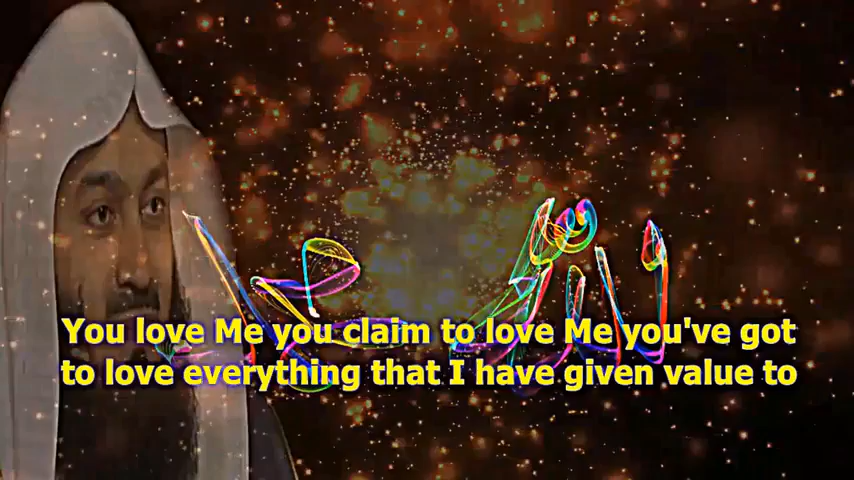 You love Me you claim to love Me you've got
to love everything that I have given value to